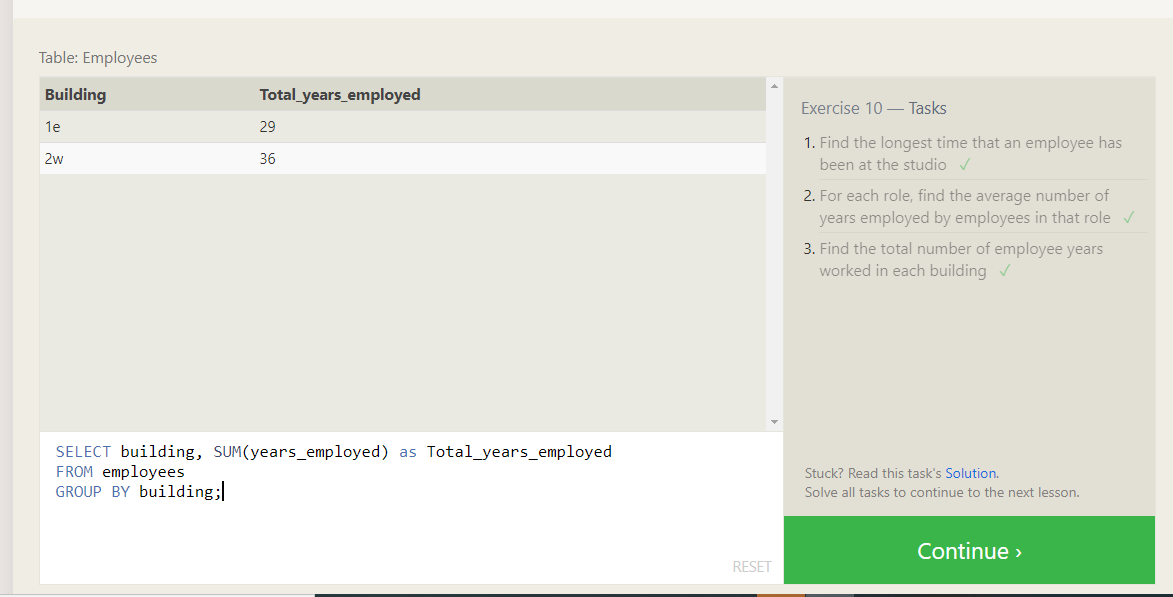 Table: Employees
Building Total_years_employed
1e 29
2w 36
SELECT building, SUM(years_employed) as Total_years_employed
FROM employees
GROUP BY building;
RESET
Exercise 10 — Tasks
1. Find the longest time that an employee has
been at the studio ✓
2. For each role, find the average number of
years employed by employees in that role ✓
3. Find the total number of employee years
worked in each building ✓
Stuck? Read this task's Solution.
Solve all tasks to continue to the next lesson.
Continue ›